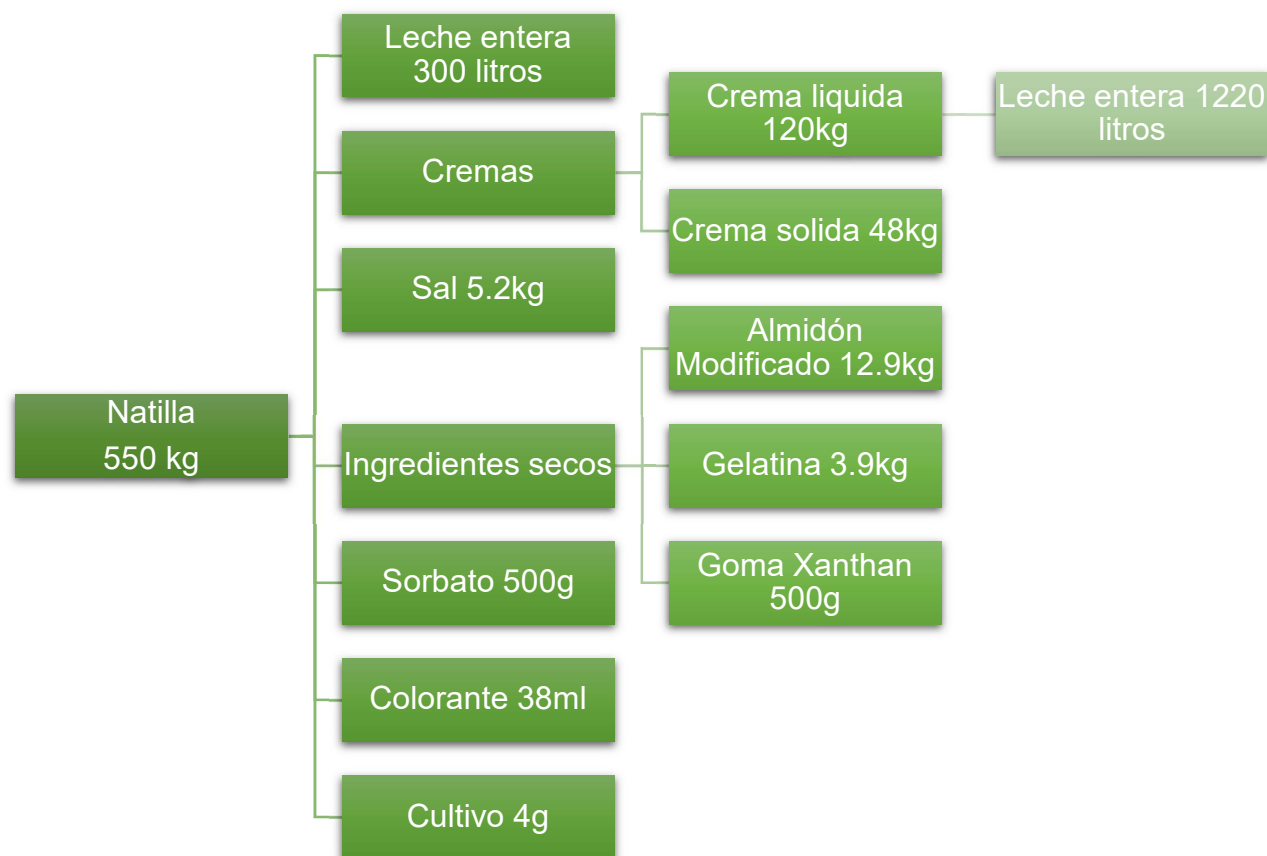 Natilla
550 kg
Leche entera
300 litros
Cremas
Crema liquida
120kg
Leche entera 1220
litros
Crema solida 48kg
Sal 5.2kg
Ingredientes secos
Almidón
Modificado 12.9kg
Gelatina 3.9kg
Goma Xanthan
500g
Sorbato 500g
Colorante 38ml
Cultivo 4g